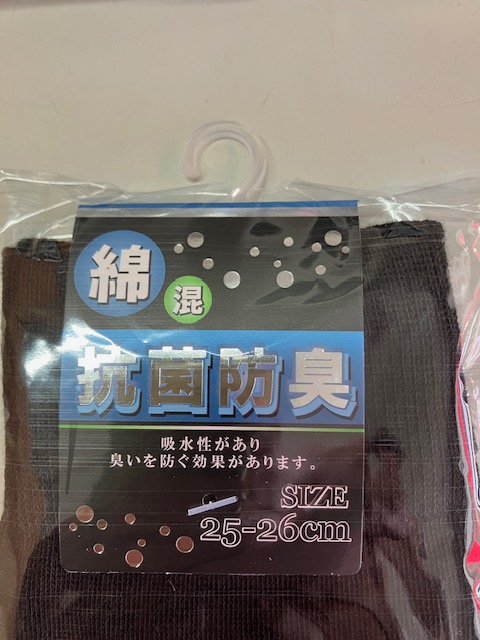 綿
混
抗菌防臭
吸水性があり
臭いを防ぐ効果があります。
SIZE
25-26cm